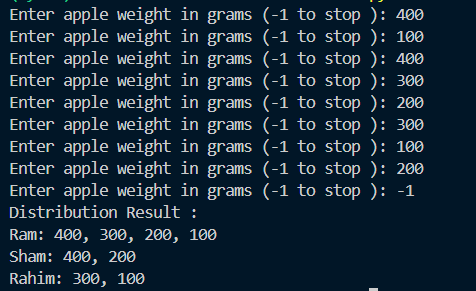 Enter apple weight in grams (-1 to stop ): 400
Enter apple weight in grams (-1 to stop ): 100
Enter apple weight in grams (-1 to stop ): 400
Enter apple weight in grams (-1 to stop ): 300
Enter apple weight in grams (-1 to stop ): 200
Enter apple weight in grams (-1 to stop ): 300
Enter apple weight in grams (-1 to stop ): 100
Enter apple weight in grams (-1 to stop ): 200
Enter apple weight in grams (-1 to stop ): -1
Distribution Result :
Ram: 400, 300, 200, 100
Sham: 400, 200
Rahim: 300, 100